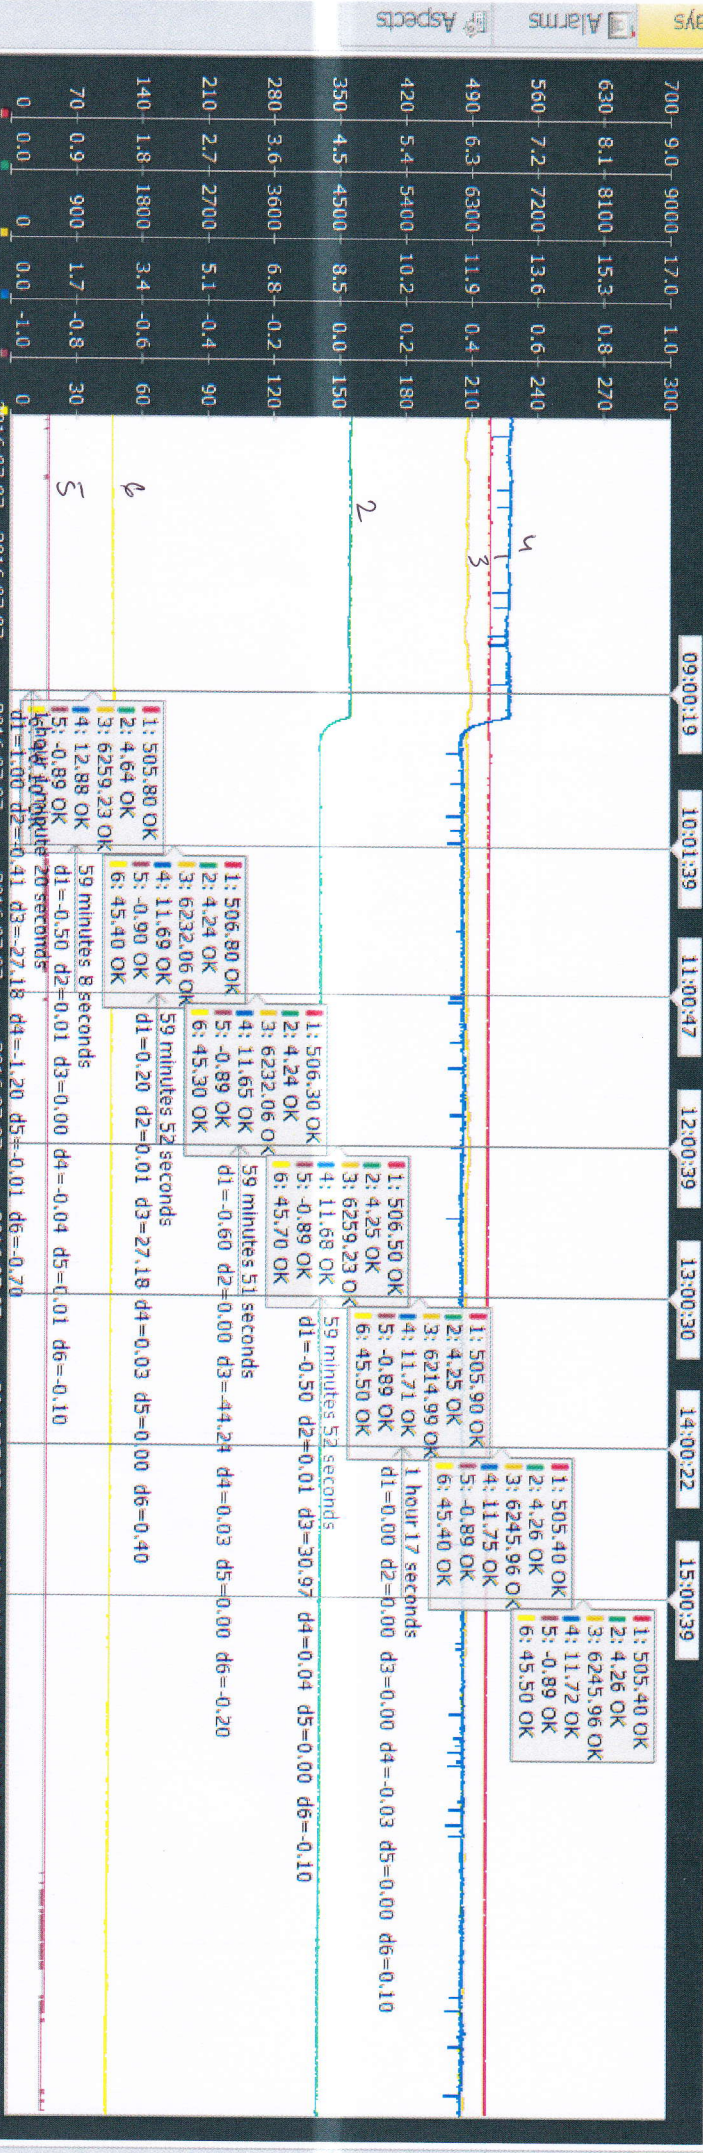 Alarms
Aspects
700 9.0 9000 17.0 1.0 300
630 8.1 8100 15.3 0.8 270
560 7.2 7200 13.6 0.6 240
490 6.3 6300 11.9 0.4 210
420 5.4 5400 10.2 0.2 180
350 4.5 4500 8.5 0.0 150
280 3.6 3600 6.8 -0.2 120
210 2.7 2700 5.1 -0.4 90
140 1.8 1800 3.4 -0.6 60
70 0.9 900 1.7 -0.8 30
0 0.0 0 0.0 -1.0 0
09:00:19 10:01:39 11:00:47 12:00:39 13:00:30 14:00:22 15:00:39
4
1
3
2
6
5
1: 505.80 OK
2: 4.64 OK
3: 6259.23 OK
4: 12.88 OK
5: -0.89 OK
1 hour 1 minute 20 seconds
d1=1.00 d2=-0.41 d3=-27.18 d4=-1.20 d5=-0.01 d6=-0.70
1: 506.80 OK
2: 4.24 OK
3: 6232.06 OK
4: 11.69 OK
5: -0.90 OK
6: 45.40 OK
59 minutes 8 seconds
d1=-0.50 d2=0.01 d3=0.00 d4=-0.04 d5=0.01 d6=-0.10
1: 506.30 OK
2: 4.24 OK
3: 6232.06 OK
4: 11.65 OK
5: -0.89 OK
6: 45.30 OK
59 minutes 52 seconds
d1=0.20 d2=0.01 d3=27.18 d4=0.03 d5=0.00 d6=0.40
1: 506.50 OK
2: 4.25 OK
3: 6259.23 OK
4: 11.68 OK
5: -0.89 OK
6: 45.70 OK
59 minutes 51 seconds
d1=-0.60 d2=0.00 d3=-44.24 d4=0.03 d5=0.00 d6=-0.20
1: 505.90 OK
2: 4.25 OK
3: 6214.99 OK
4: 11.71 OK
5: -0.89 OK
6: 45.50 OK
59 minutes 52 seconds
d1=-0.50 d2=0.01 d3=30.97 d4=0.04 d5=0.00 d6=-0.10
1: 505.40 OK
2: 4.26 OK
3: 6245.96 OK
4: 11.75 OK
5: -0.89 OK
6: 45.40 OK
1 hour 17 seconds
d1=0.00 d2=0.00 d3=0.00 d4=-0.03 d5=0.00 d6=0.10
1: 505.40 OK
2: 4.26 OK
3: 6245.96 OK
4: 11.72 OK
5: -0.89 OK
6: 45.50 OK